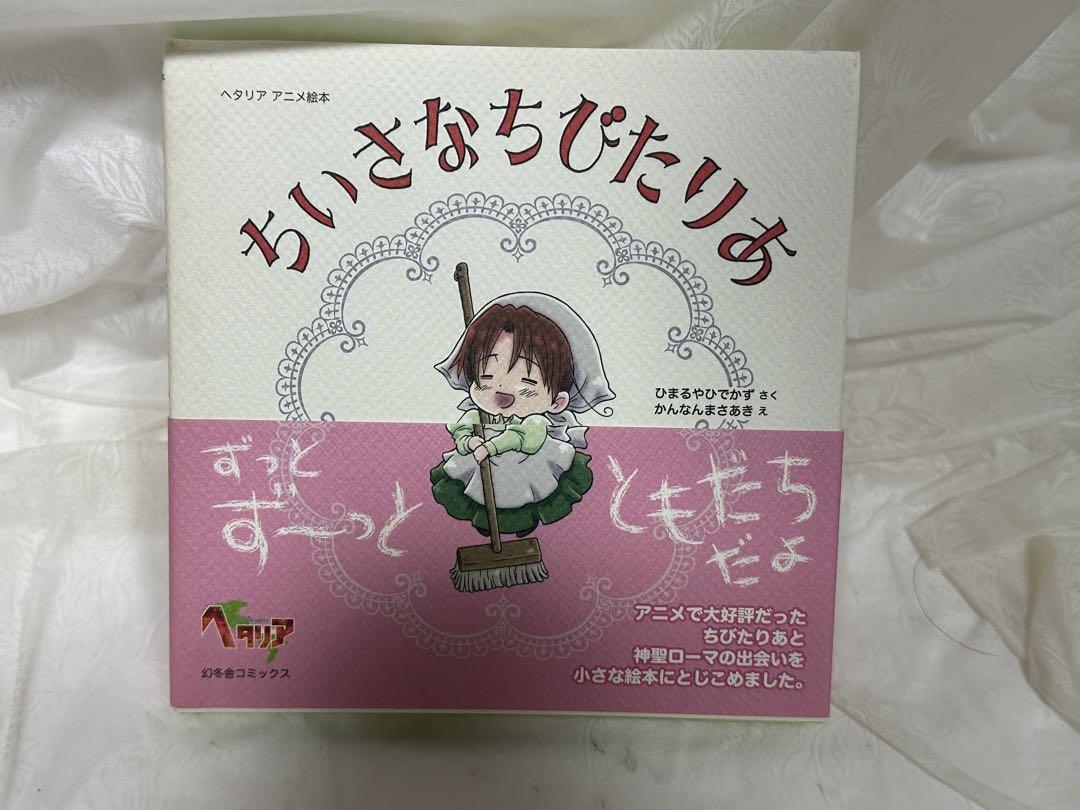 ヘタリア アニメ絵本
ちいさなちびたりあ
ひまるやひでかず さく
かんなんまさあき え
ずっと
ず〜っと
ともだち
だよ
アニメで大好評だった
ちびたりあと
神聖ローマの出会いを
小さな絵本にとじこめました。
ヘタリア
幻冬舎コミックス